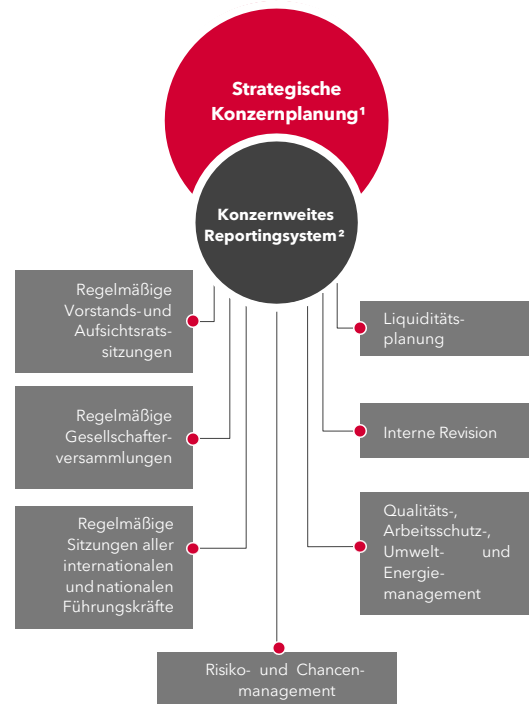 Strategische
Konzernplanung¹
Konzernweites
Reportingsystem²
Regelmäßige
Vorstands- und
Aufsichtsrats-
sitzungen
Regelmäßige
Gesellschafter-
versammlungen
Regelmäßige
Sitzungen aller
internationalen
und nationalen
Führungskräfte
Liquiditäts-
planung
Interne Revision
Qualitäts-,
Arbeitsschutz-,
Umwelt- und
Energie-
management
Risiko- und Chancen-
management